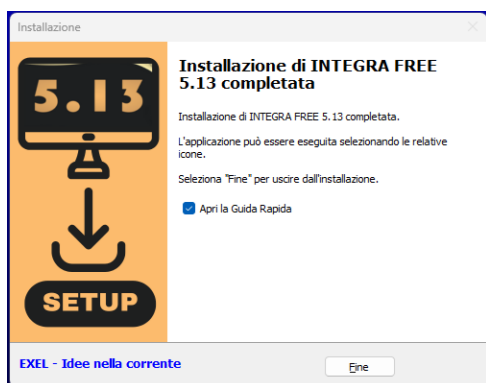 Installazione
5.13
SETUP
Installazione di INTEGRA FREE
5.13 completata
Installazione di INTEGRA FREE 5.13 completata.
L'applicazione può essere eseguita selezionando le relative
icone.
Seleziona "Fine" per uscire dall'installazione.
Apri la Guida Rapida
EXEL - Idee nella corrente
Fine